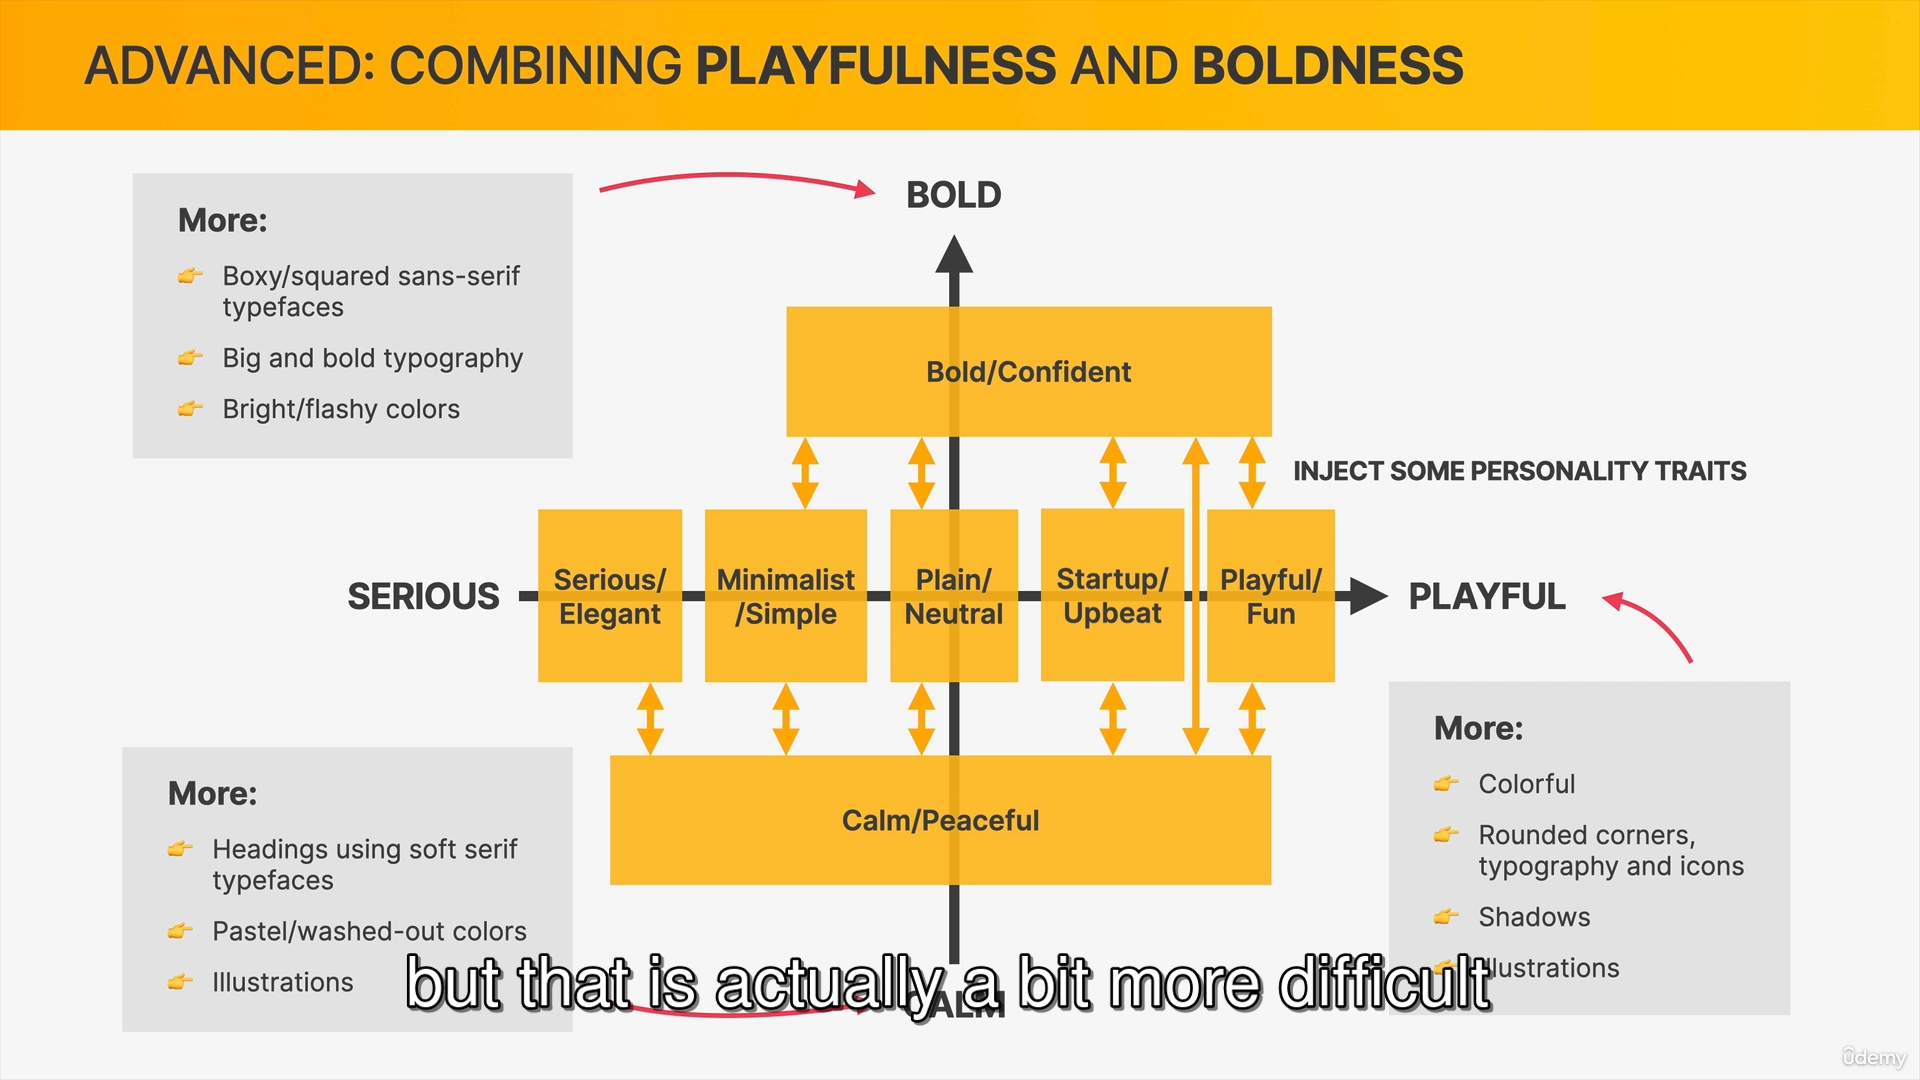 ADVANCED: COMBINING PLAYFULNESS AND BOLDNESS
BOLD
More:
Boxy/squared sans-serif
typefaces
Big and bold typography
Bright/flashy colors
Bold/Confident
INJECT SOME PERSONALITY TRAITS
SERIOUS
Serious/
Elegant
Minimalist
/Simple
Plain/
Neutral
Startup/
Upbeat
Playful/
Fun
PLAYFUL
More:
Colorful
Rounded corners,
typography and icons
Shadows
Illustrations
Calm/Peaceful
More:
Headings using soft serif
typefaces
Pastel/washed-out colors
Illustrations
CALM
but that is actually a bit more difficult
ûdemy